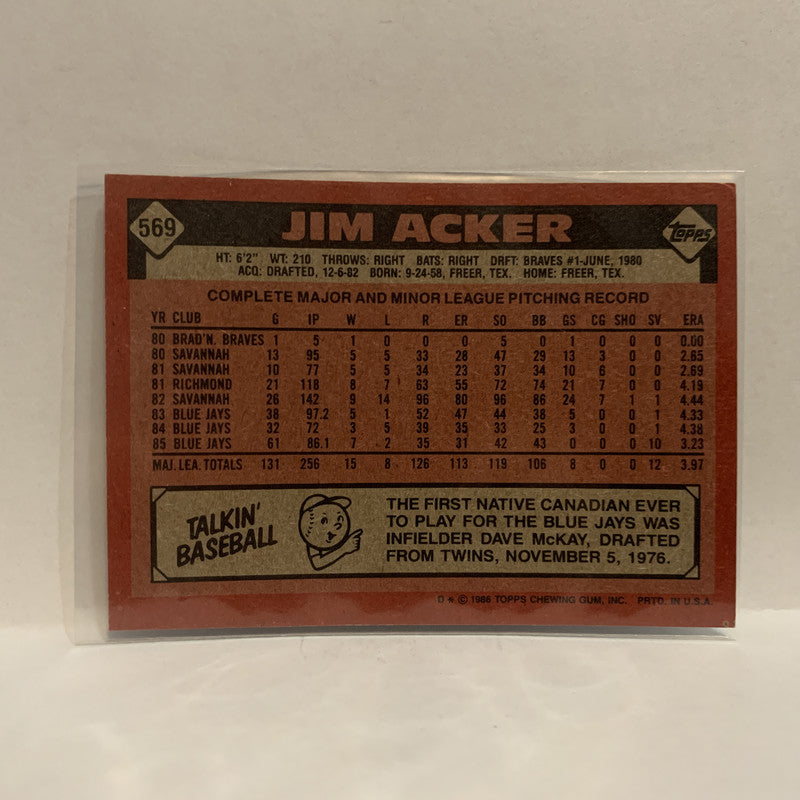 569
JIM ACKER
Topps
HT: 6'2" WT: 210 THROWS: RIGHT BATS: RIGHT DRFT: BRAVES #1-JUNE, 1980
ACQ: DRAFTED, 12-6-82 BORN: 9-24-58, FREER, TEX. HOME: FREER, TEX.
COMPLETE MAJOR AND MINOR LEAGUE PITCHING RECORD
YR CLUB G IP W L R ER SO BB GS CG SHO SV ERA
80 BRAD'N. BRAVES 1 5 1 0 0 0 5 0 1 0 0 0 0.00
80 SAVANNAH 13 95 5 5 33 28 47 29 13 3 0 0 2.65
81 SAVANNAH 10 77 5 5 34 23 37 34 10 6 0 0 2.69
81 RICHMOND 21 118 8 7 63 55 72 74 21 7 0 0 4.19
82 SAVANNAH 26 142 9 14 96 80 96 86 24 7 1 1 4.44
83 BLUE JAYS 38 97.2 5 1 52 47 44 38 5 0 0 1 4.33
84 BLUE JAYS 32 72 3 5 39 35 33 25 3 0 0 1 4.38
85 BLUE JAYS 61 86.1 7 2 35 31 42 43 0 0 0 10 3.23
MAJ. LEA. TOTALS 131 256 15 8 126 113 119 106 8 0 0 12 3.97
TALKIN'
BASEBALL
THE FIRST NATIVE CANADIAN EVER
TO PLAY FOR THE BLUE JAYS WAS
INFIELDER DAVE McKAY, DRAFTED
FROM TWINS, NOVEMBER 5, 1976.
D * © 1986 TOPPS CHEWING GUM, INC. PRTD. IN U.S.A.